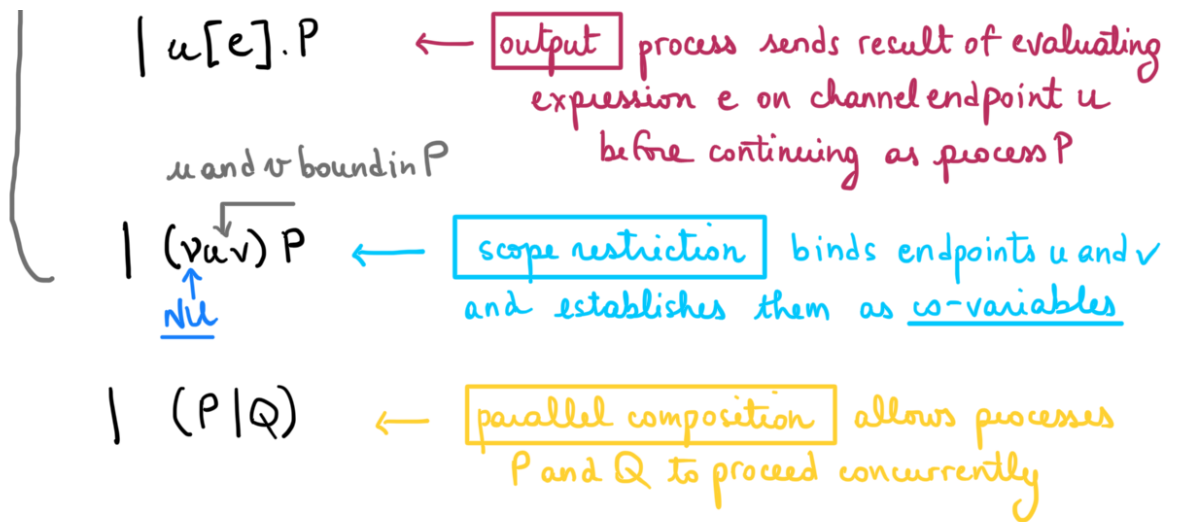 | u[e].P ← output process sends result of evaluating
expression e on channel endpoint u
before continuing as process P
u and v bound in P
| (νuv) P ← scope restriction binds endpoints u and v
and establishes them as co-variables
Nu
| (P|Q) ← parallel composition allows processes
P and Q to proceed concurrently